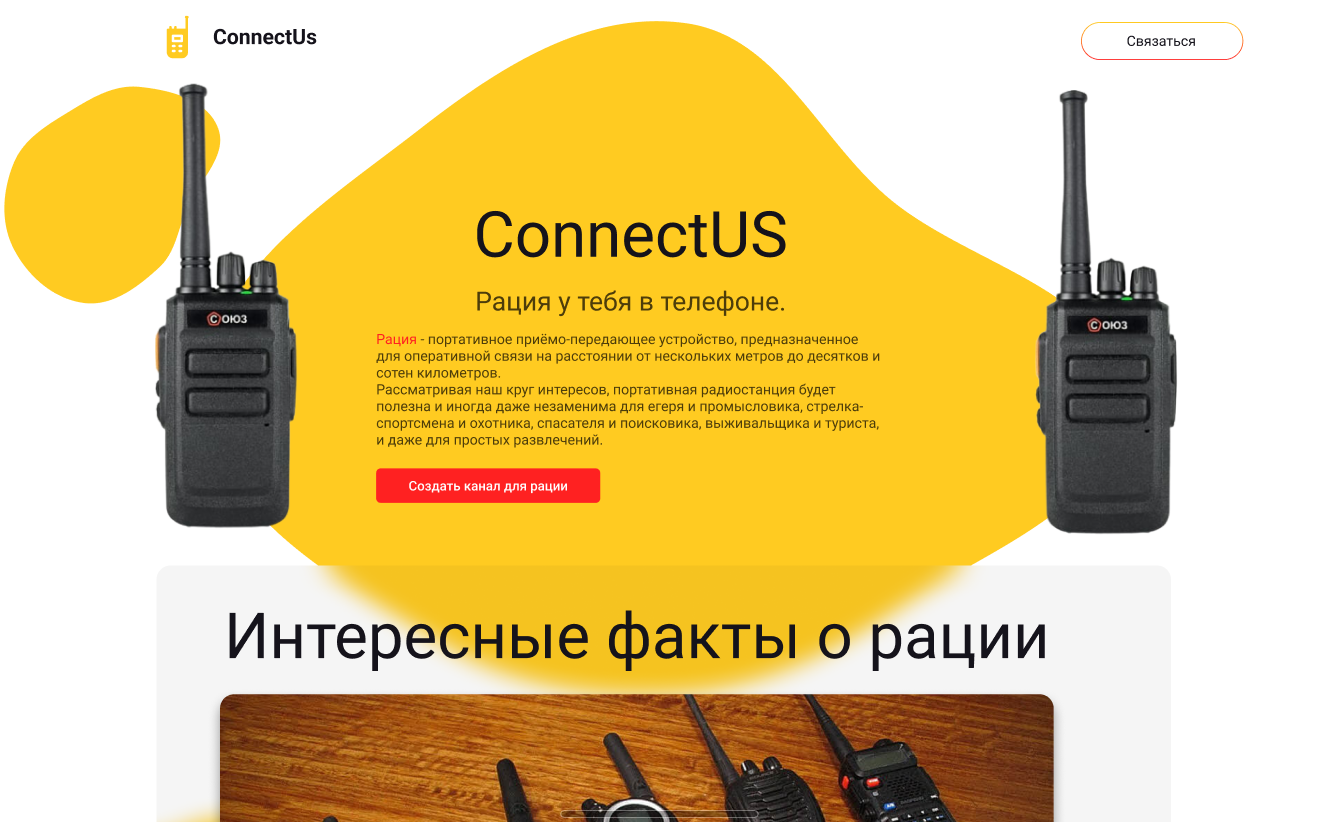 ConnectUs
Связаться
ConnectUS
Рация у тебя в телефоне.
СОЮЗ
СОЮЗ
Рация - портативное приёмо-передающее устройство, предназначенное
для оперативной связи на расстоянии от нескольких метров до десятков и
сотен километров.
Рассматривая наш круг интересов, портативная радиостанция будет
полезна и иногда даже незаменима для егеря и промысловика, стрелка-
спортсмена и охотника, спасателя и поисковика, выживальщика и туриста,
и даже для простых развлечений.
Создать канал для рации
Интересные факты о рации